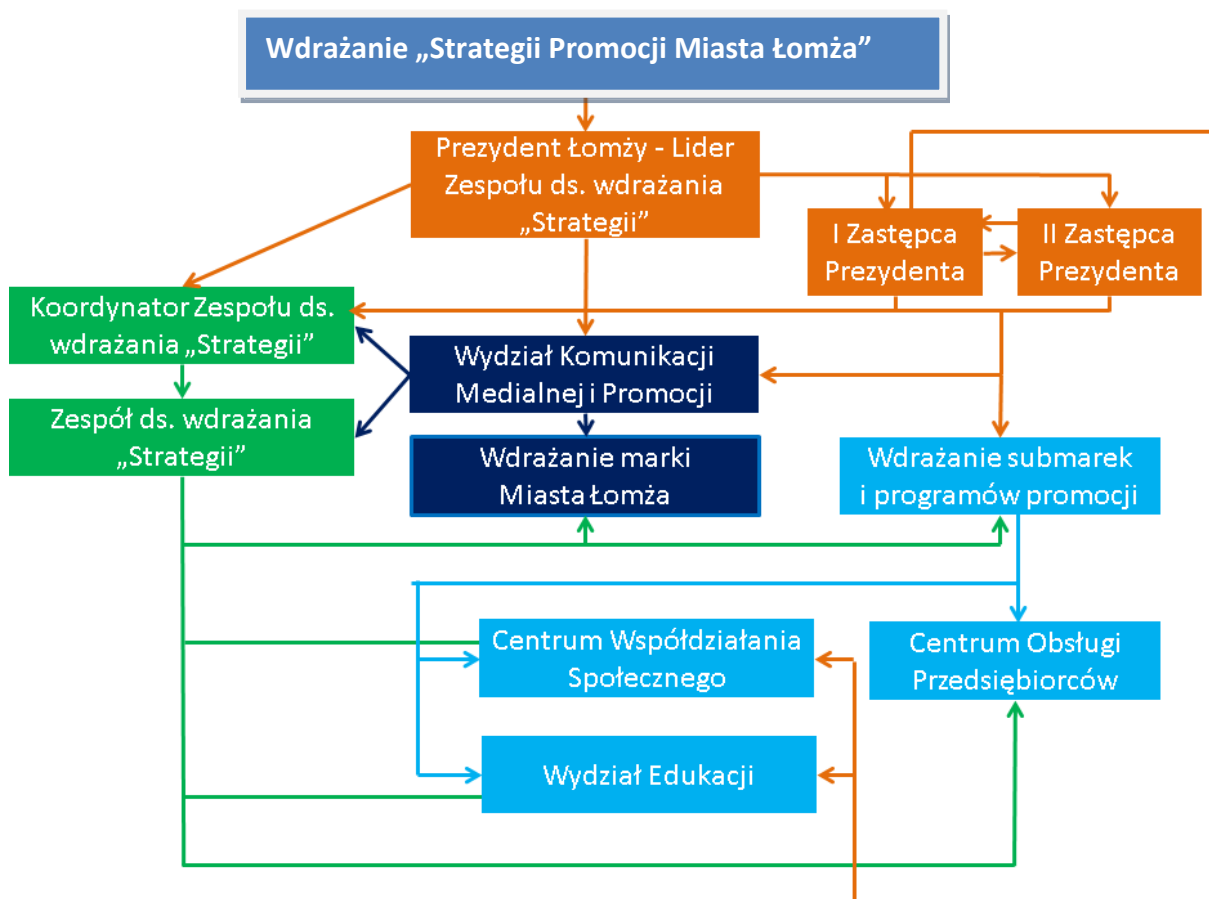 Wdrażanie „Strategii Promocji Miasta Łomża”
Prezydent Łomży - Lider
Zespołu ds. wdrażania
„Strategii”
I Zastępca
Prezydenta
II Zastępca
Prezydenta
Koordynator Zespołu ds.
wdrażania „Strategii”
Wydział Komunikacji
Medialnej i Promocji
Zespół ds. wdrażania
„Strategii”
Wdrażanie marki
Miasta Łomża
Wdrażanie submarek
i programów promocji
Centrum Współdziałania
Społecznego
Centrum Obsługi
Przedsiębiorców
Wydział Edukacji